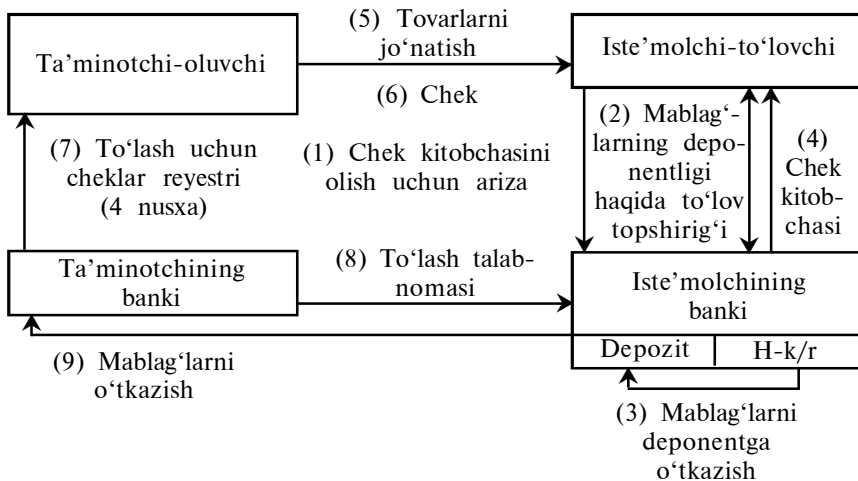 (5) Tovarlarni
jo‘natish
Ta’minotchi-oluvchi
Iste’molchi-to‘lovchi
(6) Chek
(7) To‘lash uchun
cheklar reyestri
(4 nusxa)
(1) Chek kitobchasini
olish uchun ariza
(2) Mablag‘-
larning depo-
nentligi
haqida to‘lov
topshirig‘i
(4)
Chek
kitob-
chasi
Ta’minotchining
banki
(8) To‘lash talab-
nomasi
Iste’molchining
banki
Depozit
H-k/r
(9) Mablag‘larni
o‘tkazish
(3) Mablag‘larni
deponentga
o‘tkazish